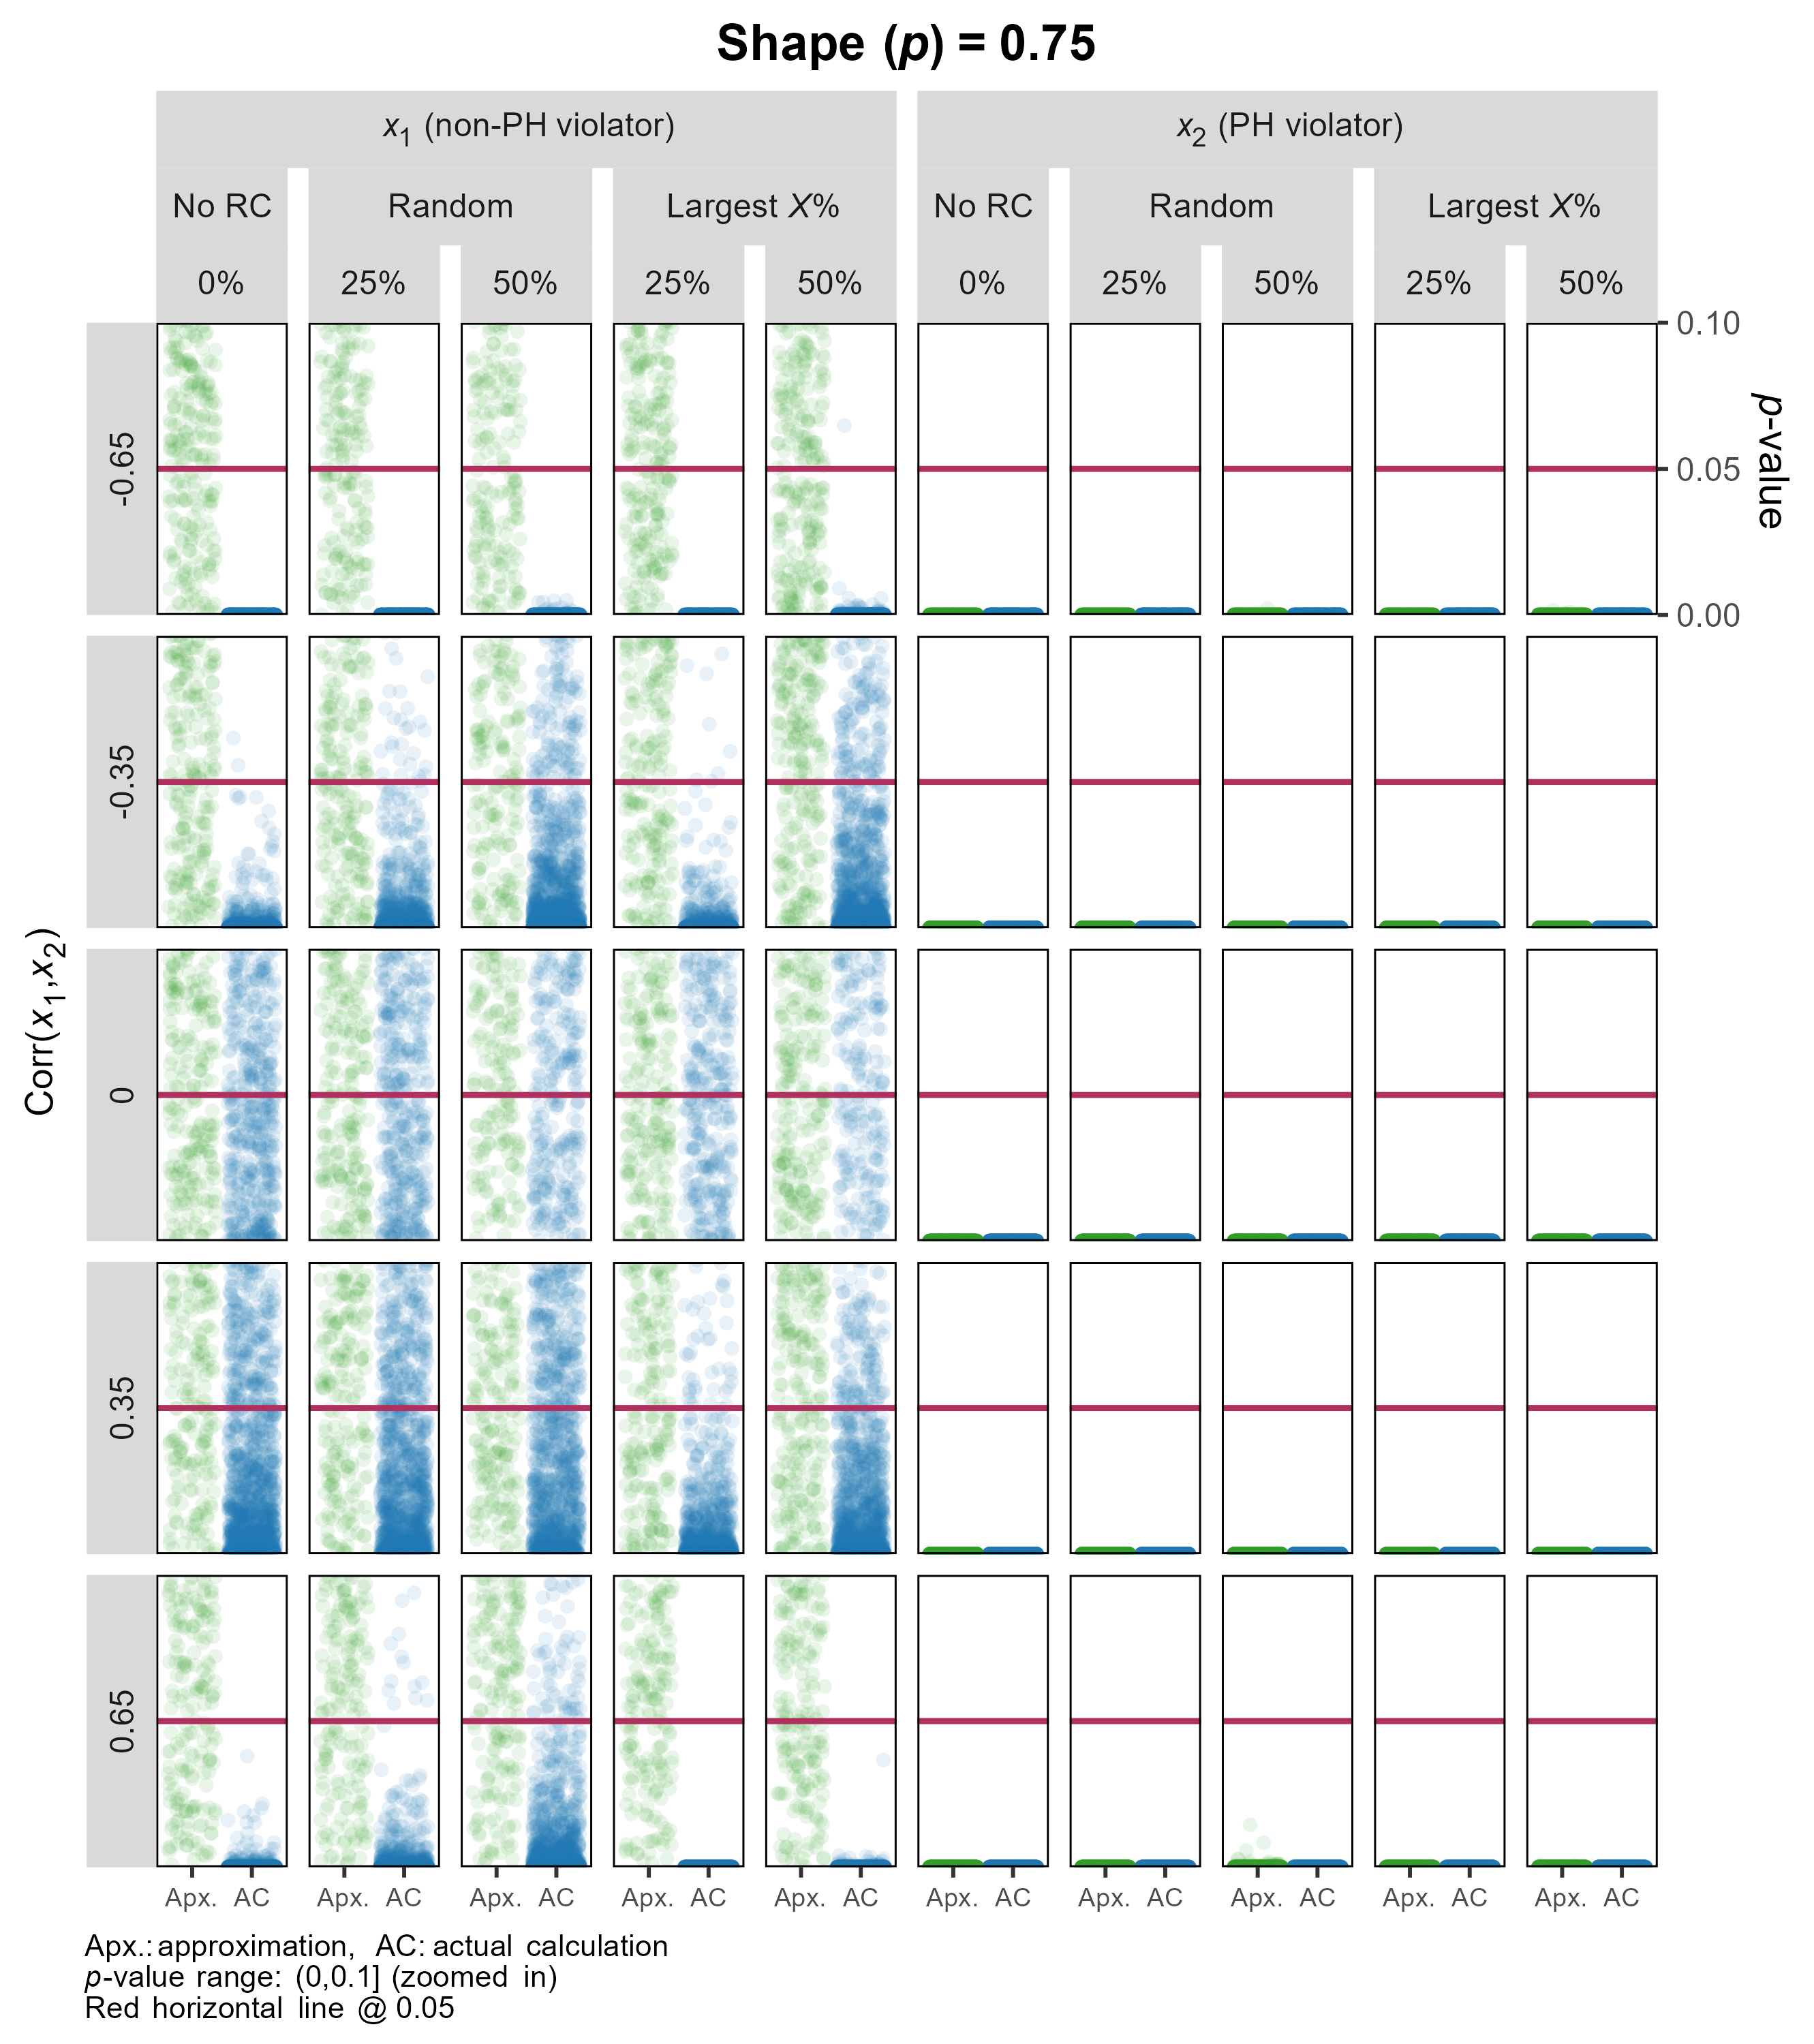 Shape (p) = 0.75
x1 (non-PH violator) x2 (PH violator)
No RC Random Largest X% No RC Random Largest X%
0% 25% 50% 25% 50% 0% 25% 50% 25% 50%
0.10
0.05
0.00
p-value
-0.65
-0.35
0
0.35
0.65
Corr(x1,x2)
Apx. AC Apx. AC Apx. AC Apx. AC Apx. AC Apx. AC Apx. AC Apx. AC Apx. AC Apx. AC
Apx.: approximation, AC: actual calculation
p-value range: (0,0.1] (zoomed in)
Red horizontal line @ 0.05